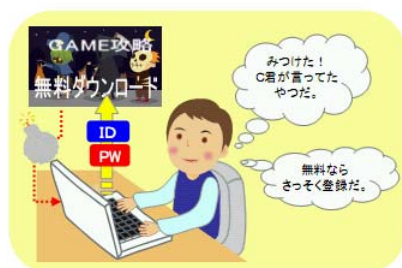 GAME攻略
無料ダウンロード
ID
PW
みつけた！
C君が言ってた
やつだ。
無料なら
さっそく登録だ。